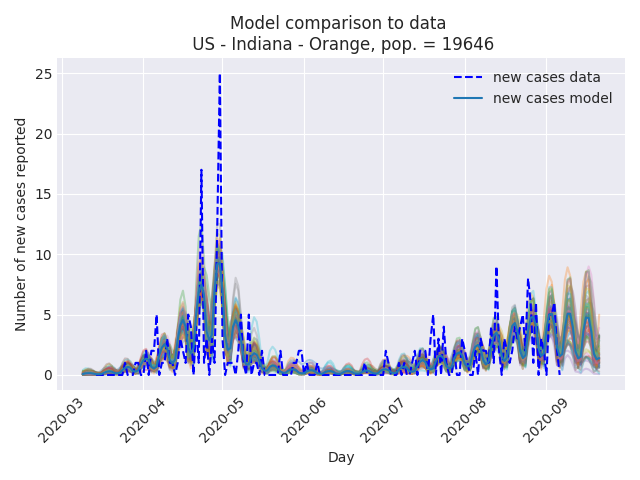 Model comparison to data
US - Indiana - Orange, pop. = 19646
new cases data
new cases model
Number of new cases reported
25
20
15
10
5
0
2020-03
2020-04
2020-05
2020-06
2020-07
2020-08
2020-09
Day